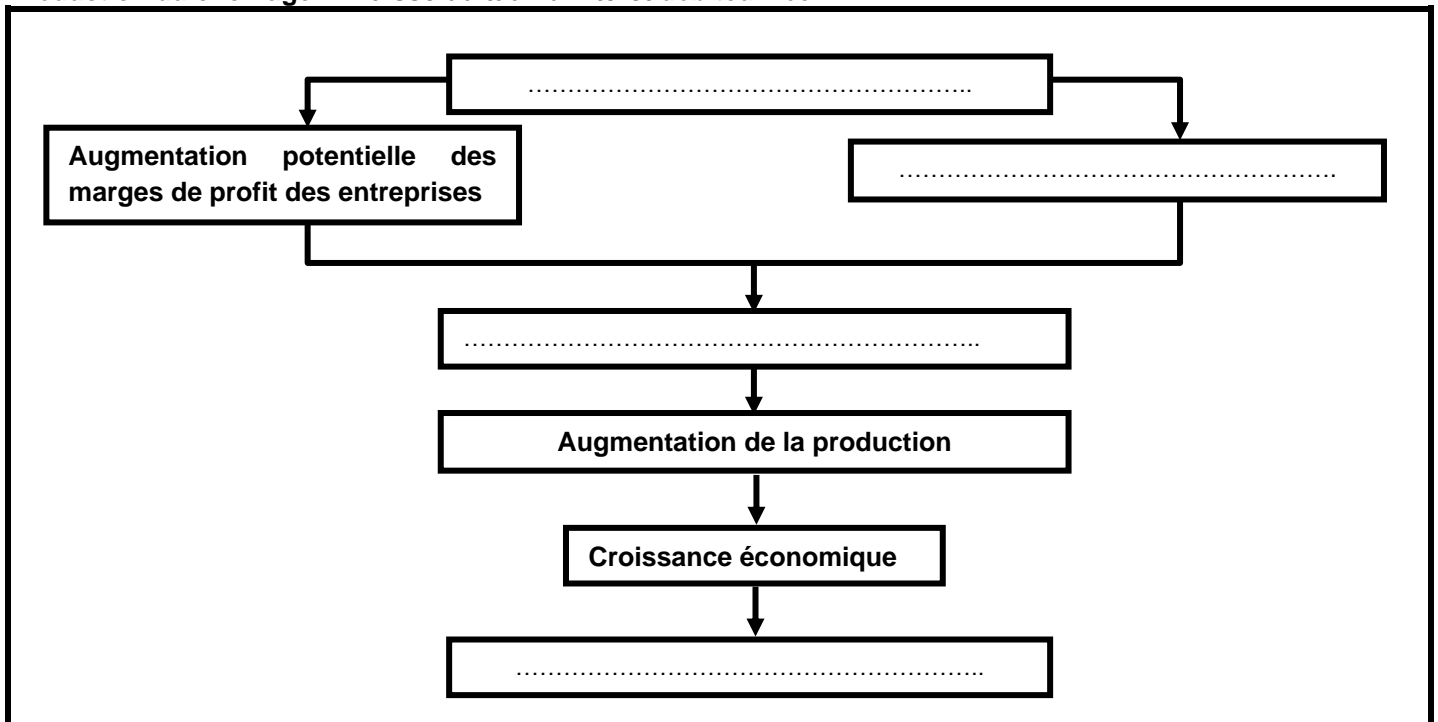 …………………………………………………..
Augmentation potentielle des
marges de profit des entreprises
………………………………………………….
…………………………………………………………..
Augmentation de la production
Croissance économique
……………………………………………………..